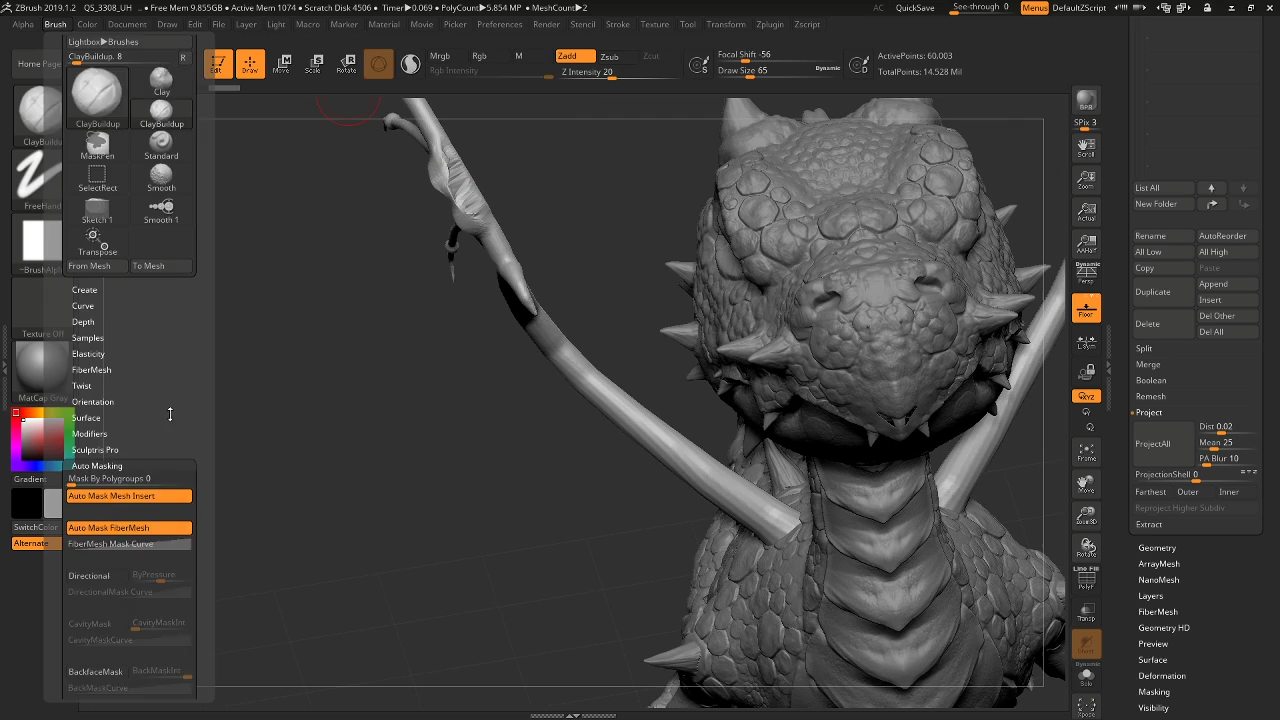 ZBrush 2019.1.2 QS_3308_UH • Free Mem 9.855GB • Active Mem 1074 • Scratch Disk 4506 • Timer▶0.069 • PolyCount▶5.854 MP • MeshCount▶2 AC QuickSave See-through 0 Menus DefaultZScript
Alpha Brush Color Document Draw Edit File Layer Light Macro Marker Material Movie Picker Preferences Render Stencil Stroke Texture Tool Transform Zplugin Zscript
Lightbox▶Brushes
ClayBuildup. 8 R
Home Page
Edit Draw Move Scale Rotate
Mrgb Rgb M
Rgb Intensity
Zadd Zsub Zcut
Z Intensity 20
S
Focal Shift -56
Draw Size 65 Dynamic
D
ActivePoints: 60.003
TotalPoints: 14.528 Mil
Clay
ClayBuildup ClayBuildup
MaskPen Standard
SelectRect Smooth
Sketch 1 Smooth 1
Transpose
From Mesh To Mesh
ClayBuildu
FreeHand
~BrushAlph
Texture Off
MatCap Gray
Gradient
SwitchColor
Alternate
Create
Curve
Depth
Samples
Elasticity
FiberMesh
Twist
Orientation
Surface
Modifiers
Sculptris Pro
Auto Masking
Mask By Polygroups 0
Auto Mask Mesh Insert
Auto Mask FiberMesh
FiberMesh Mask Curve
Directional ByPressure
DirectionalMask Curve
CavityMask CavityMaskInt
CavityMaskCurve
BackfaceMask BackMaskInt
BackMaskCurve
BPR
SPix 3
Scroll
Zoom
Actual
AAHalf
Dynamic
Persp
Floor
L.Sym
Frame
Move
Zoom3D
Rotate
Line Fill
PolyF
Transp
Dynamic
Solo
Xpose
List All
New Folder
Rename AutoReorder
All Low All High
Copy Paste
Duplicate Append
Insert
Delete Del Other
Del All
Split
Merge
Boolean
Remesh
Project
ProjectAll Dist 0.02
Mean 25
PA Blur 10
ProjectionShell 0
Farthest Outer Inner
Reproject Higher Subdiv
Extract
Geometry
ArrayMesh
NanoMesh
Layers
FiberMesh
Geometry HD
Preview
Surface
Deformation
Masking
Visibility